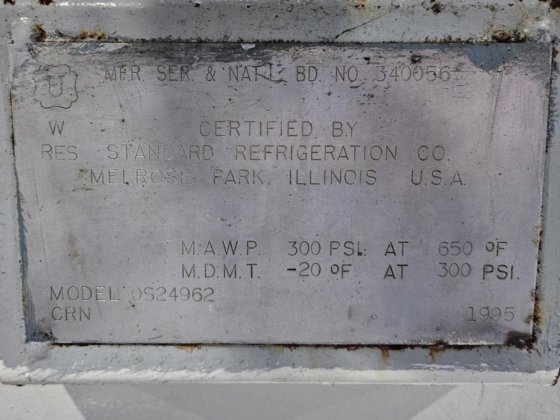 U
MFR. SER. & NAT'L. BD. NO. 340056
W
CERTIFIED BY
RES STANDARD REFRIGERATION CO.
MELROSE PARK, ILLINOIS U.S.A.
M.A.W.P. 300 PSI. AT 650 °F
M.D.M.T. -20 °F AT 300 PSI.
MODEL OS24962
CRN 1995